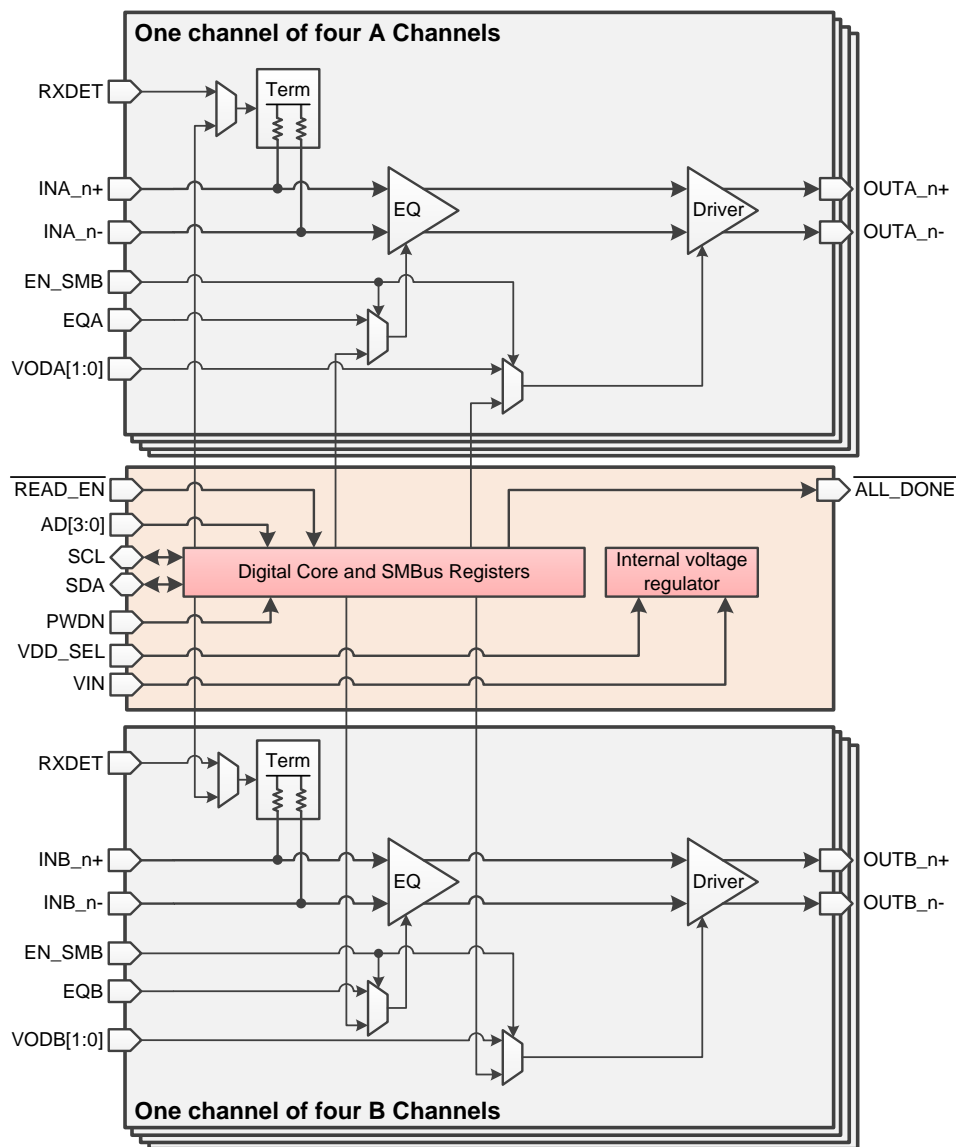 One channel of four A Channels
RXDET
Term
INA_n+
EQ
Driver
OUTA_n+
INA_n-
OUTA_n-
EN_SMB
EQA
VODA[1:0]
READ_EN
ALL_DONE
AD[3:0]
SCL
Digital Core and SMBus Registers
Internal voltage
regulator
SDA
PWDN
VDD_SEL
VIN
RXDET
Term
INB_n+
EQ
Driver
OUTB_n+
INB_n-
OUTB_n-
EN_SMB
EQB
VODB[1:0]
One channel of four B Channels